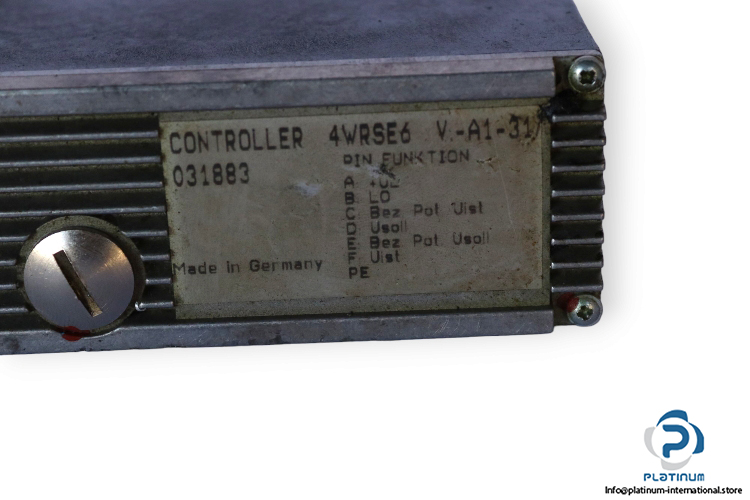 CONTROLLER 4WRSE6 V.-A1-31/
031883
PIN FUNKTION
A +UB
B. LO
C Bez Pot Uist
D Usoll
E. Bez Pot. Usoll
F. Uist
PE
Made in Germany
PLATINUM
Info@platinum-international.store